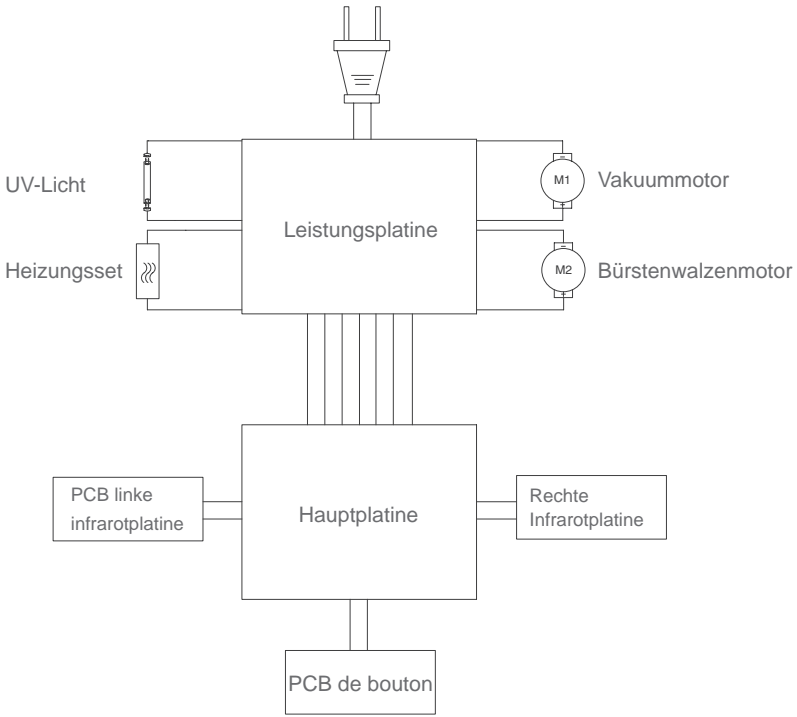 UV-Licht
M1
Vakuummotor
Leistungsplatine
Heizungsset
M2
Bürstenwalzenmotor
PCB linke
infrarotplatine
Hauptplatine
Rechte
Infrarotplatine
PCB de bouton